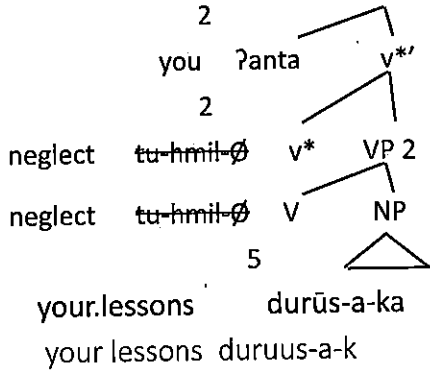 2
you ʔanta v*'
2
neglect ~~tu-hmil-Ø~~ v* VP 2
neglect ~~tu-hmil-Ø~~ V NP
5
your.lessons durūs-a-ka
your lessons duruus-a-k